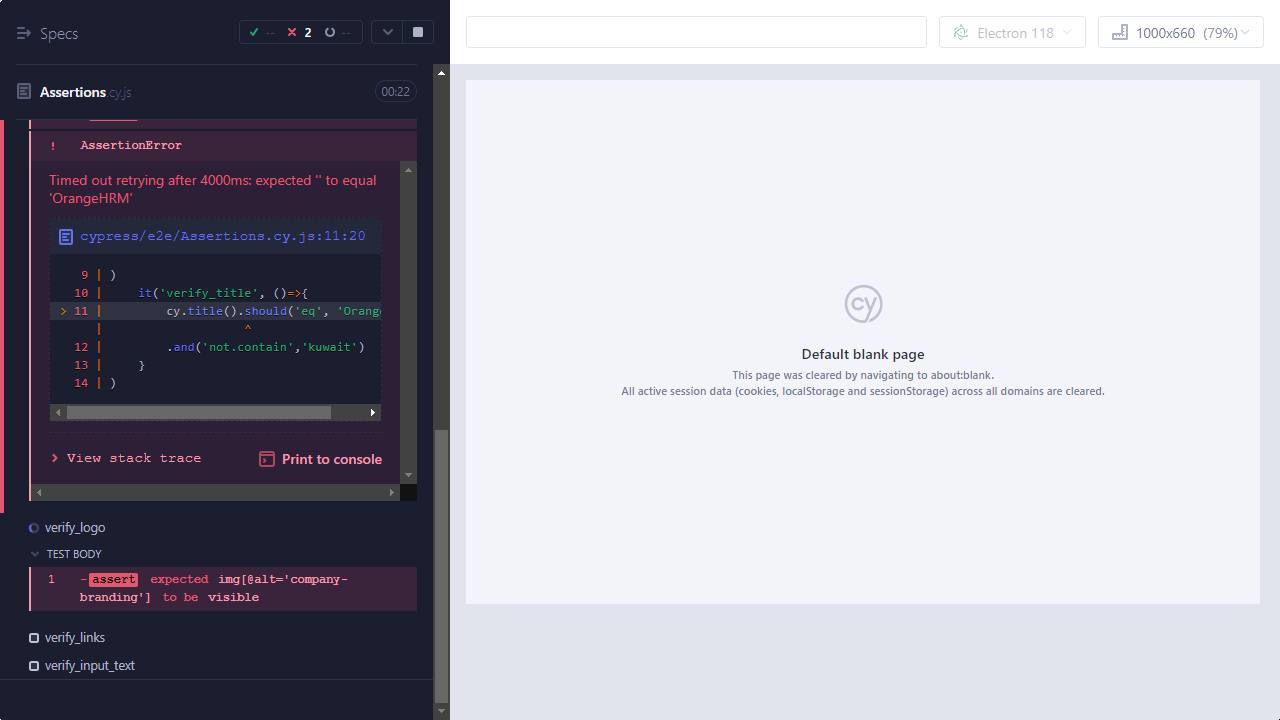 Specs
-- 2 --
Electron 118
1000x660 (79%)
Assertions.cy.js 00:22
! AssertionError
Timed out retrying after 4000ms: expected '' to equal
'OrangeHRM'
cypress/e2e/Assertions.cy.js:11:20
9 | )
10 | it('verify_title', ()=>{
> 11 | cy.title().should('eq', 'Orang
| ^
12 | .and('not.contain','kuwait')
13 | }
14 | )
View stack trace
Print to console
verify_logo
TEST BODY
1 -assert expected img[@alt='company-
branding'] to be visible
verify_links
verify_input_text
cy
Default blank page
This page was cleared by navigating to about:blank.
All active session data (cookies, localStorage and sessionStorage) across all domains are cleared.